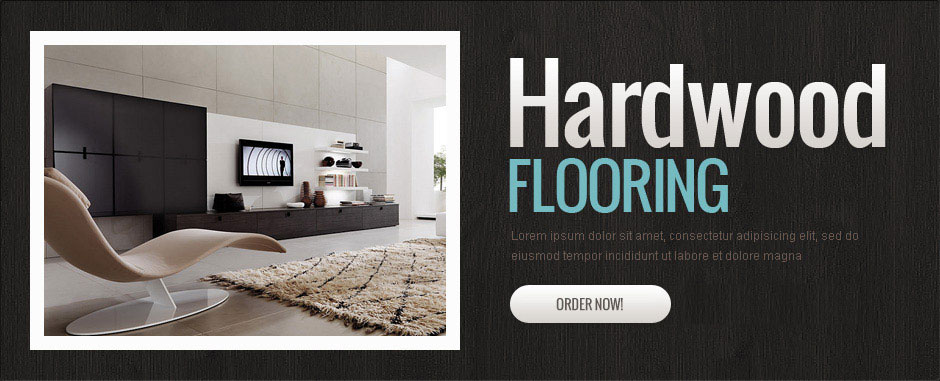 Hardwood
FLOORING
Lorem ipsum dolor sit amet, consectetur adipisicing elit, sed do
eiusmod tempor incididunt ut labore et dolore magna
ORDER NOW!